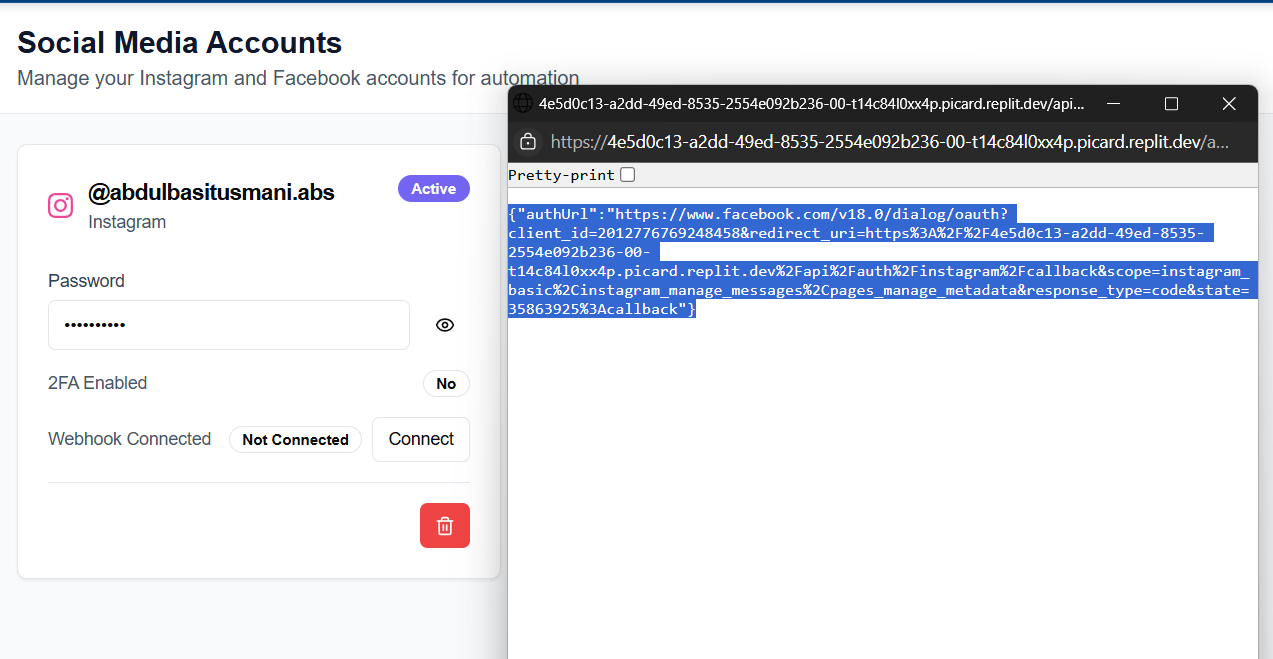 Social Media Accounts
Manage your Instagram and Facebook accounts for automation
4e5d0c13-a2dd-49ed-8535-2554e092b236-00-t14c84l0xx4p.picard.replit.dev/api...
https://4e5d0c13-a2dd-49ed-8535-2554e092b236-00-t14c84l0xx4p.picard.replit.dev/a...
Pretty-print
{"authUrl":"https://www.facebook.com/v18.0/dialog/oauth?
client_id=2012776769248458&redirect_uri=https%3A%2F%2F4e5d0c13-a2dd-49ed-8535-
2554e092b236-00-
t14c84l0xx4p.picard.replit.dev%2Fapi%2Fauth%2Finstagram%2Fcallback&scope=instagram_
basic%2Cinstagram_manage_messages%2Cpages_manage_metadata&response_type=code&state=
35863925%3Acallback"}
@abdulbasitusmani.abs
Active
Instagram
Password
••••••••••
2FA Enabled
No
Webhook Connected
Not Connected
Connect